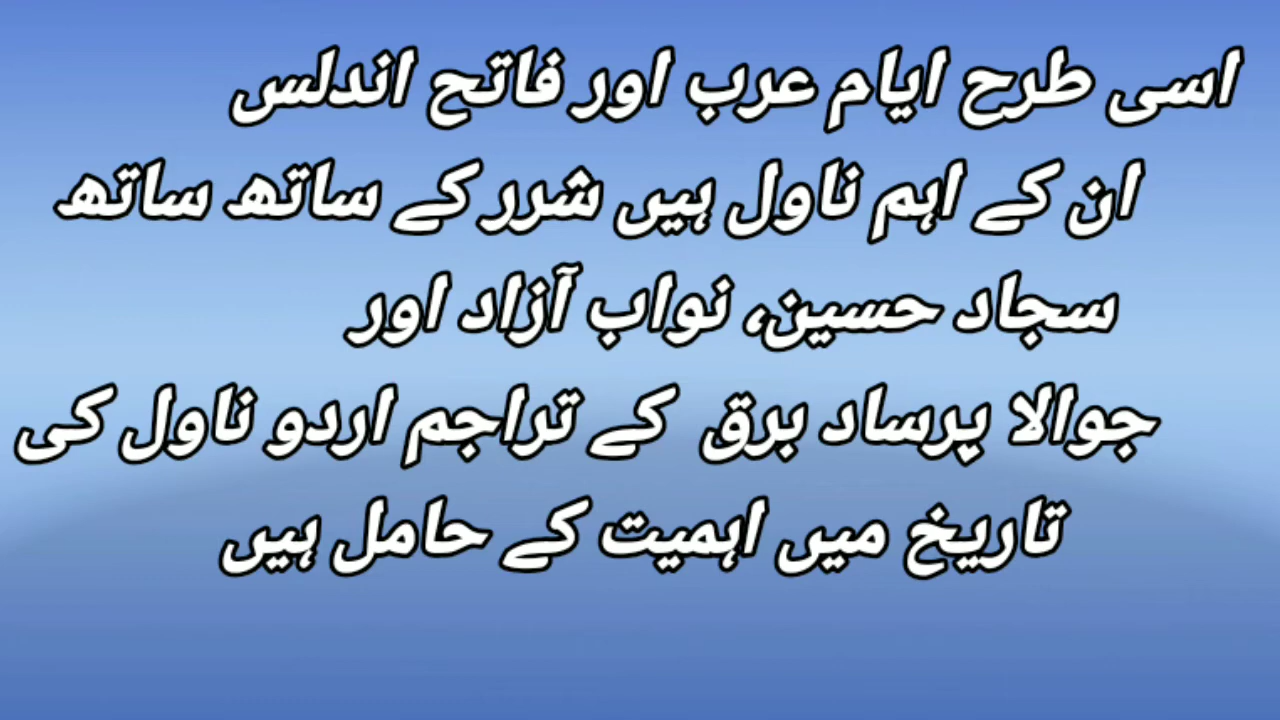 اسی طرح ایام عرب اور فاتح اندلس
ان کے اہم ناول ہیں شرر کے ساتھ ساتھ
سجاد حسین، نواب آزاد اور
جوالا پرساد برق کے تراجم اردو ناول کی
تاریخ میں اہمیت کے حامل ہیں